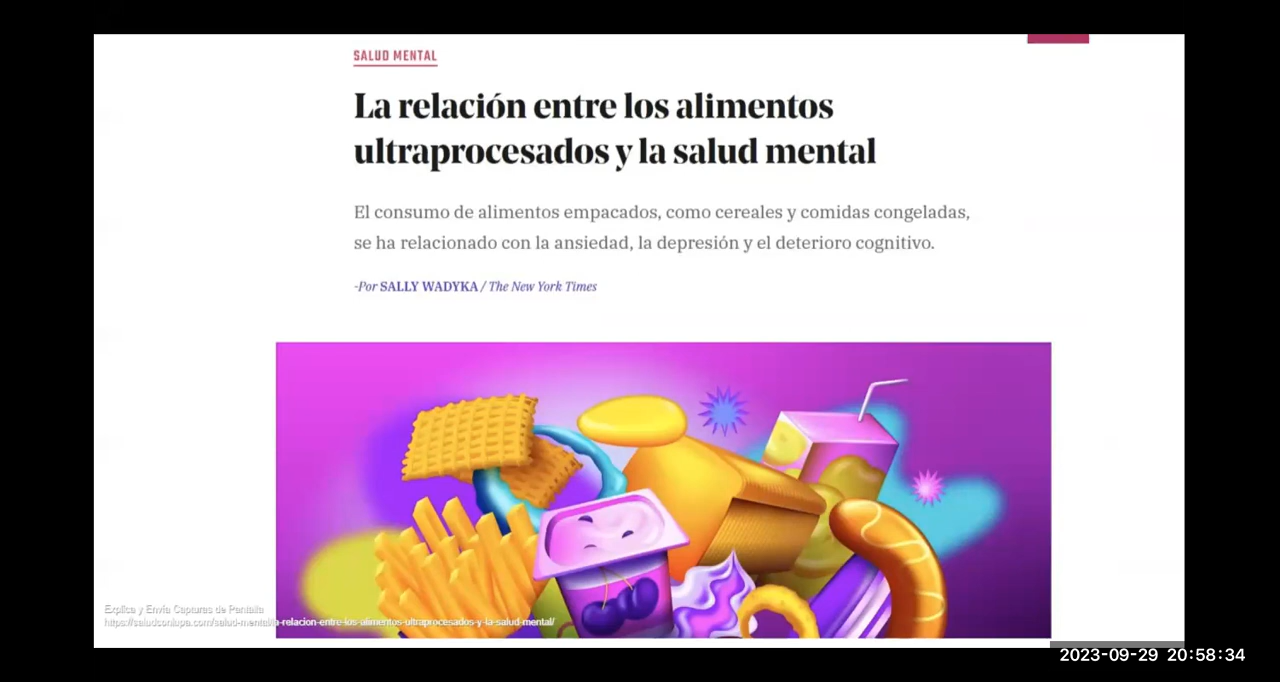 SALUD MENTAL
La relación entre los alimentos
ultraprocesados y la salud mental
El consumo de alimentos empacados, como cereales y comidas congeladas,
se ha relacionado con la ansiedad, la depresión y el deterioro cognitivo.
-Por SALLY WADYKA / The New York Times
Explica y Envía Capturas de Pantalla
https://saludconlupa.com/salud-mental/la-relacion-entre-los-alimentos-ultraprocesados-y-la-salud-mental/
2023-09-29 20:58:34